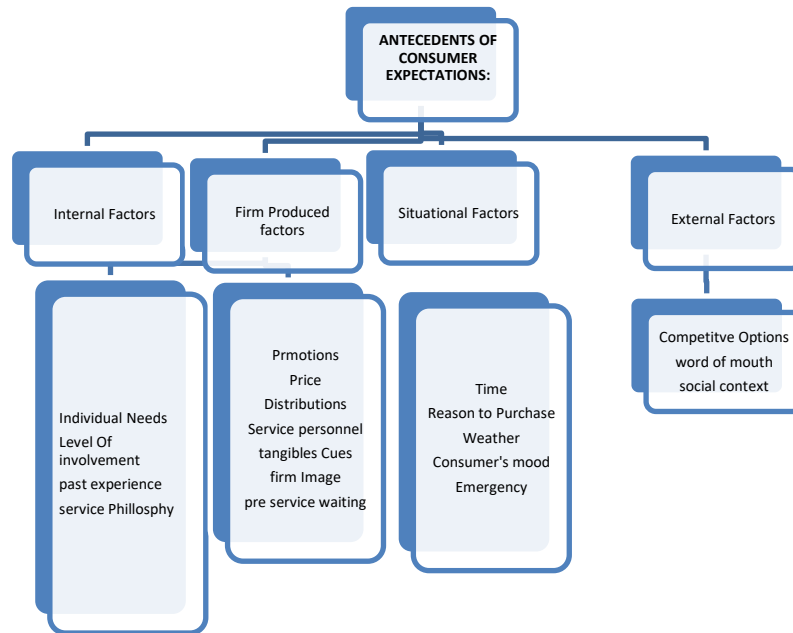 ANTECEDENTS OF
CONSUMER
EXPECTATIONS:
Internal Factors
Firm Produced
factors
Situational Factors
External Factors
Individual Needs
Level Of
involvement
past experience
service Phillosphy
Prmotions
Price
Distributions
Service personnel
tangibles Cues
firm Image
pre service waiting
Time
Reason to Purchase
Weather
Consumer's mood
Emergency
Competitve Options
word of mouth
social context